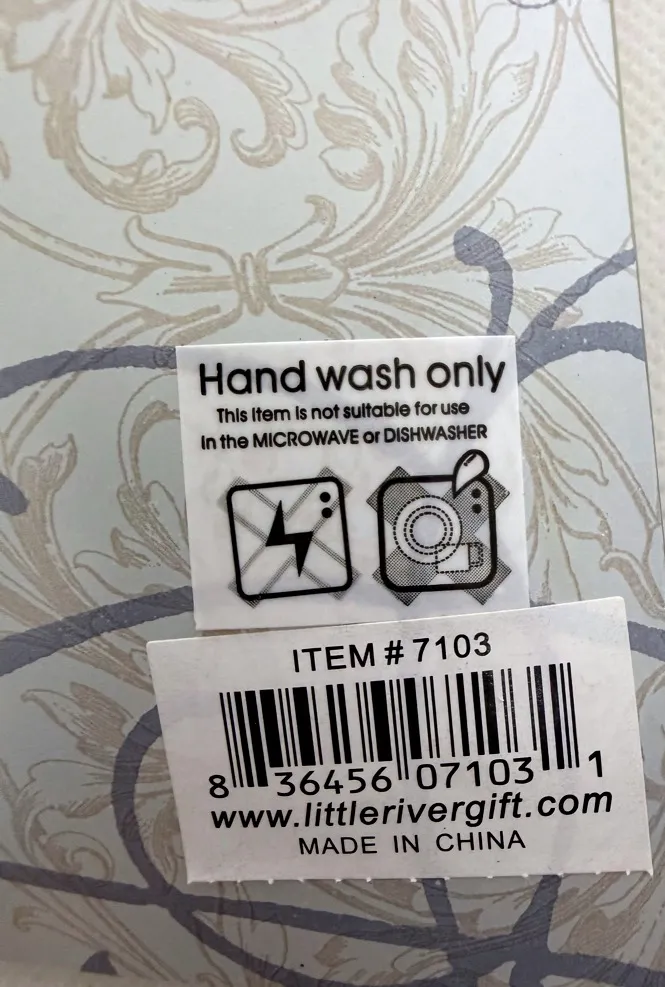 Hand wash only
This item is not suitable for use
in the MICROWAVE or DISHWASHER
ITEM # 7103
8 36456 07103 1
www.littlerivergift.com
MADE IN CHINA